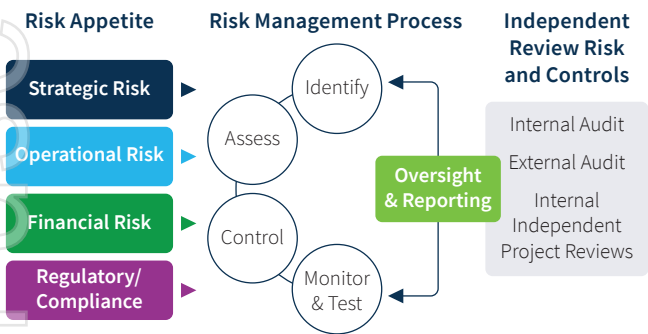 Risk Appetite
Strategic Risk
Operational Risk
Financial Risk
Regulatory/
Compliance
Risk Management Process
Identify
Assess
Control
Monitor
& Test
Oversight
& Reporting
Independent
Review Risk
and Controls
Internal Audit
External Audit
Internal
Independent
Project Reviews